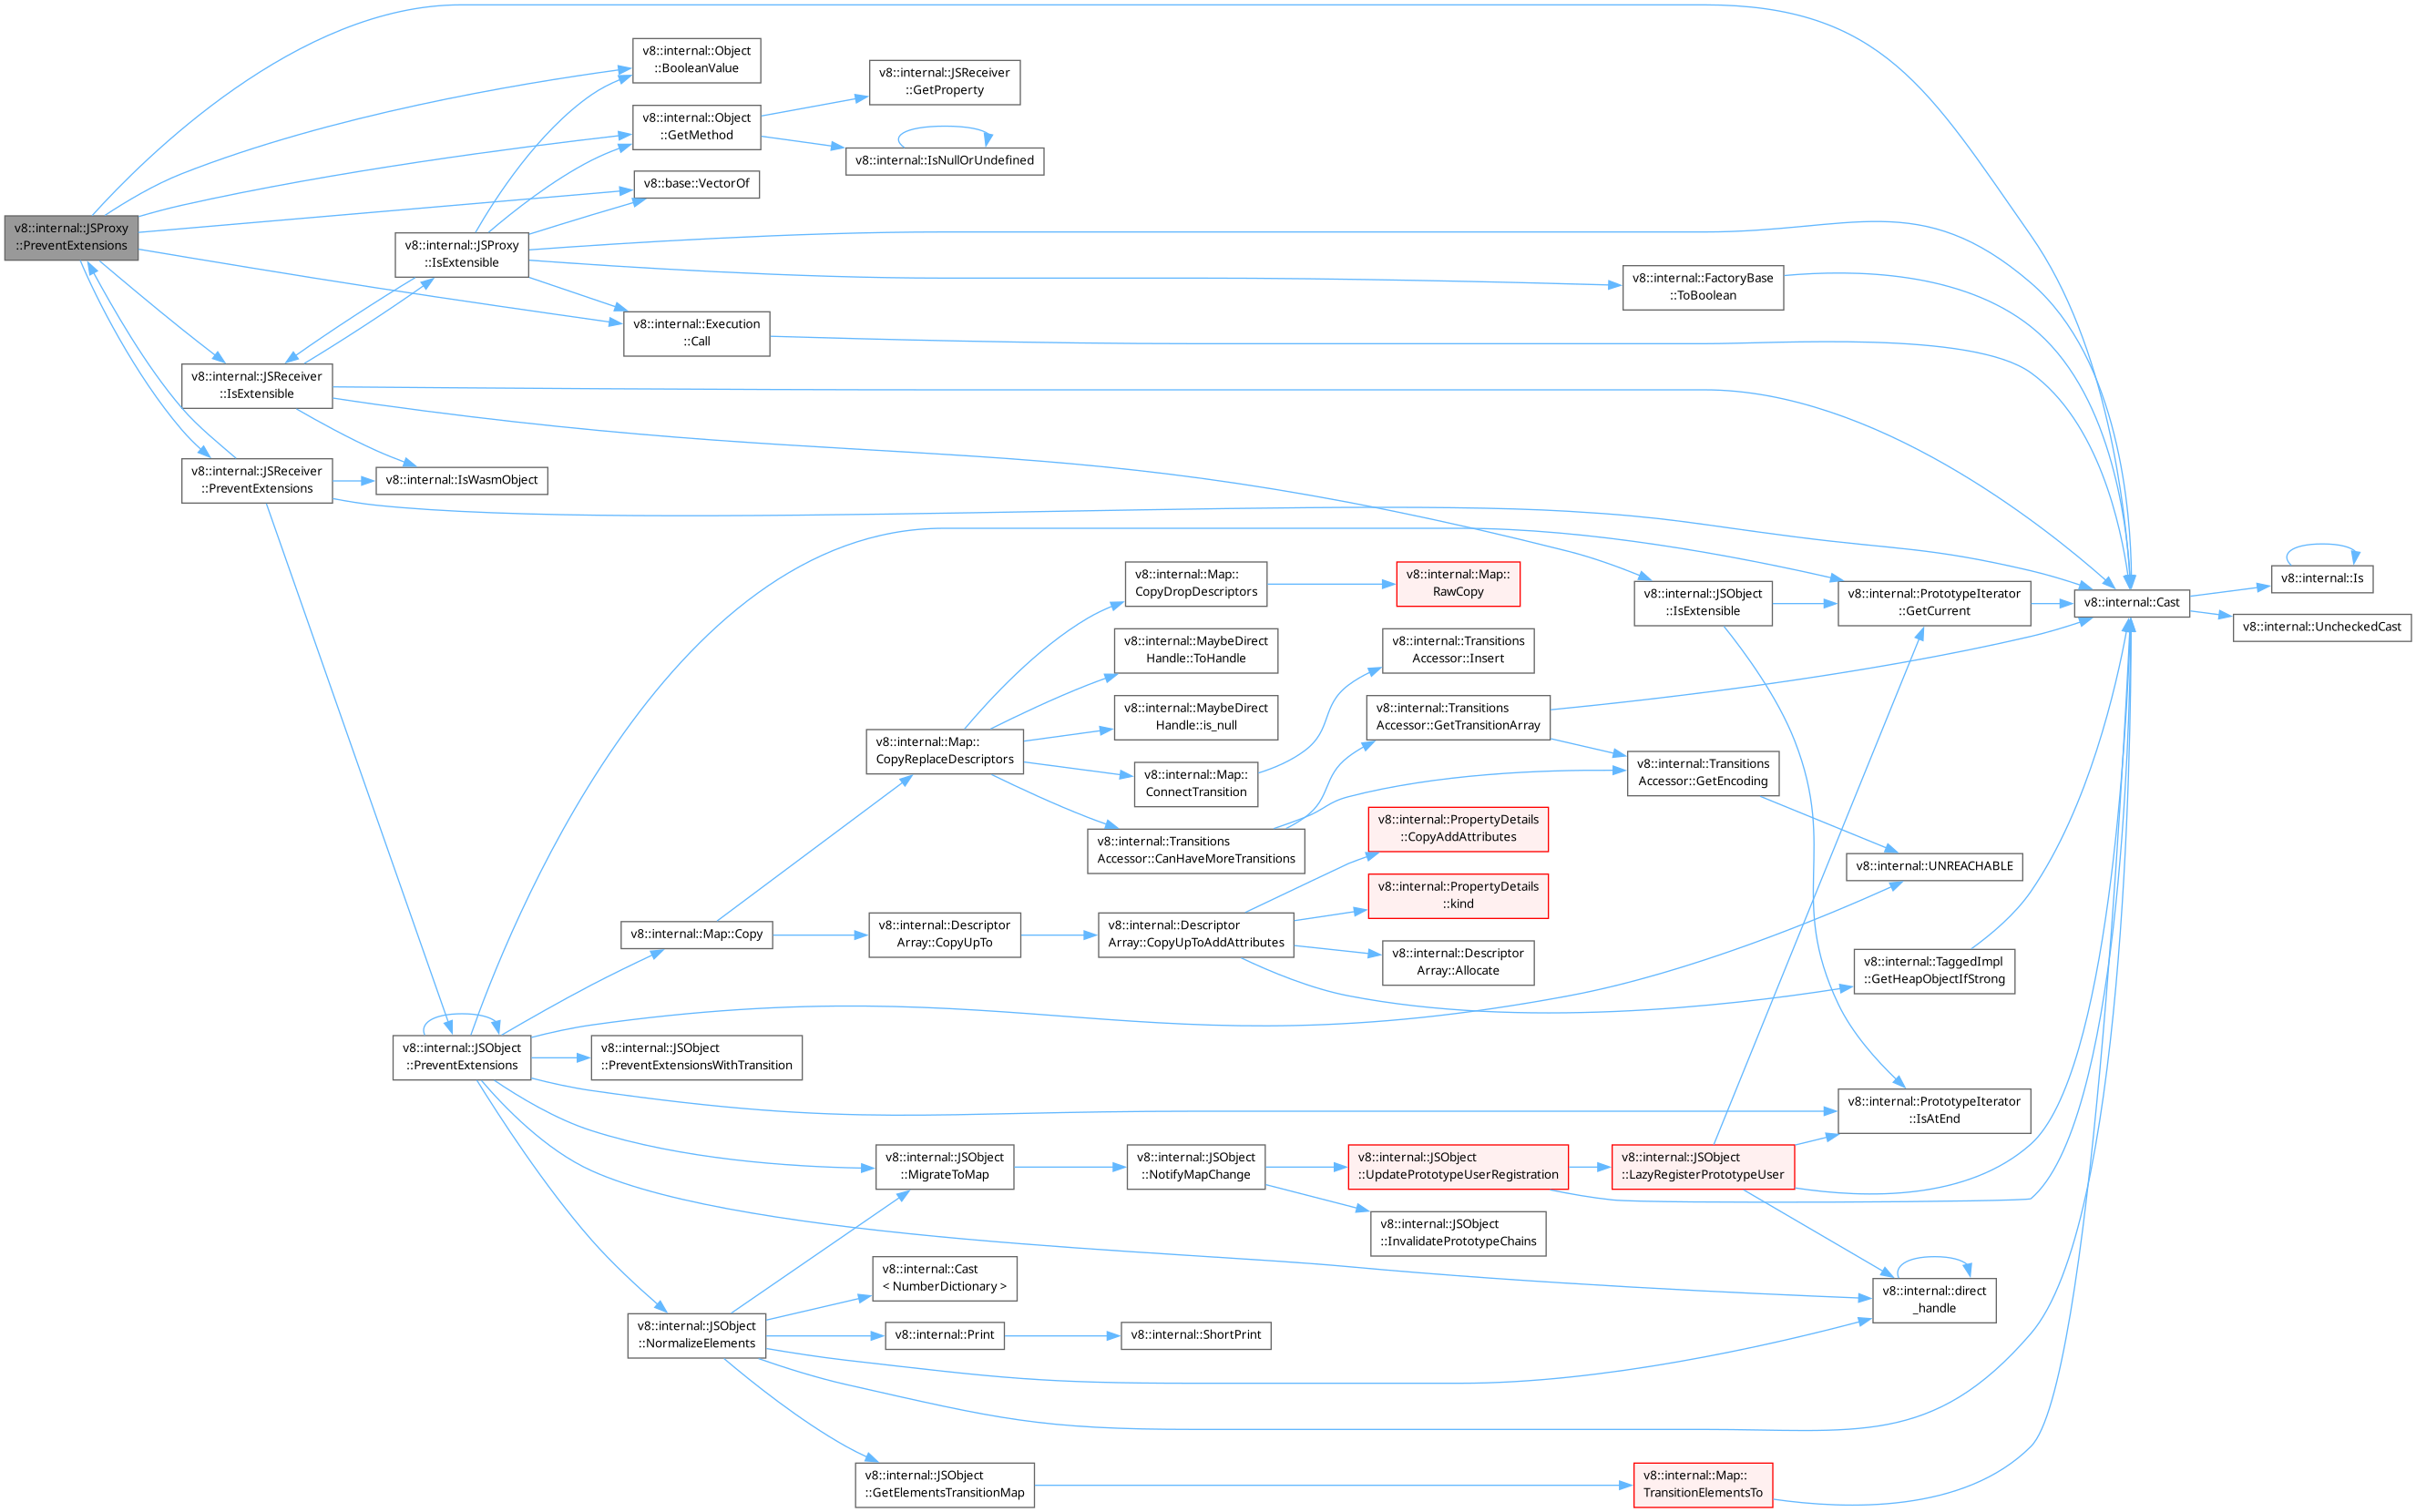 v8::internal::JSProxy
::PreventExtensions
v8::internal::Object
::BooleanValue
v8::internal::Object
::GetMethod
v8::internal::JSReceiver
::GetProperty
v8::internal::IsNullOrUndefined
v8::base::VectorOf
v8::internal::JSProxy
::IsExtensible
v8::internal::Execution
::Call
v8::internal::FactoryBase
::ToBoolean
v8::internal::JSReceiver
::IsExtensible
v8::internal::JSReceiver
::PreventExtensions
v8::internal::IsWasmObject
v8::internal::Map::
CopyDropDescriptors
v8::internal::Map::
RawCopy
v8::internal::JSObject
::IsExtensible
v8::internal::PrototypeIterator
::GetCurrent
v8::internal::Cast
v8::internal::Is
v8::internal::UncheckedCast
v8::internal::MaybeDirect
Handle::ToHandle
v8::internal::Transitions
Accessor::Insert
v8::internal::MaybeDirect
Handle::is_null
v8::internal::Transitions
Accessor::GetTransitionArray
v8::internal::Map::
CopyReplaceDescriptors
v8::internal::Map::
ConnectTransition
v8::internal::Transitions
Accessor::GetEncoding
v8::internal::Transitions
Accessor::CanHaveMoreTransitions
v8::internal::PropertyDetails
::CopyAddAttributes
v8::internal::UNREACHABLE
v8::internal::PropertyDetails
::kind
v8::internal::Map::Copy
v8::internal::Descriptor
Array::CopyUpTo
v8::internal::Descriptor
Array::CopyUpToAddAttributes
v8::internal::Descriptor
Array::Allocate
v8::internal::TaggedImpl
::GetHeapObjectIfStrong
v8::internal::JSObject
::PreventExtensions
v8::internal::JSObject
::PreventExtensionsWithTransition
v8::internal::PrototypeIterator
::IsAtEnd
v8::internal::JSObject
::MigrateToMap
v8::internal::JSObject
::NotifyMapChange
v8::internal::JSObject
::UpdatePrototypeUserRegistration
v8::internal::JSObject
::LazyRegisterPrototypeUser
v8::internal::JSObject
::InvalidatePrototypeChains
v8::internal::Cast
< NumberDictionary >
v8::internal::direct
_handle
v8::internal::JSObject
::NormalizeElements
v8::internal::Print
v8::internal::ShortPrint
v8::internal::JSObject
::GetElementsTransitionMap
v8::internal::Map::
TransitionElementsTo